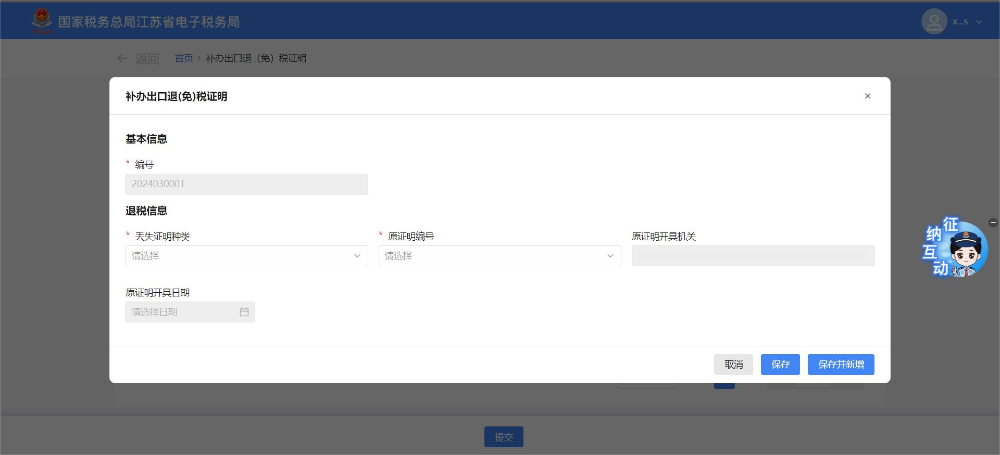 国家税务总局江苏省电子税务局
X...S
返回 首页 > 补办出口退（免）税证明
补办出口退(免)税证明
基本信息
* 编号
2024030001
退税信息
* 丢失证明种类
请选择
* 原证明编号
请选择
原证明开具机关
原证明开具日期
请选择日期
取消 保存 保存并新增
征
纳
互
动
提交